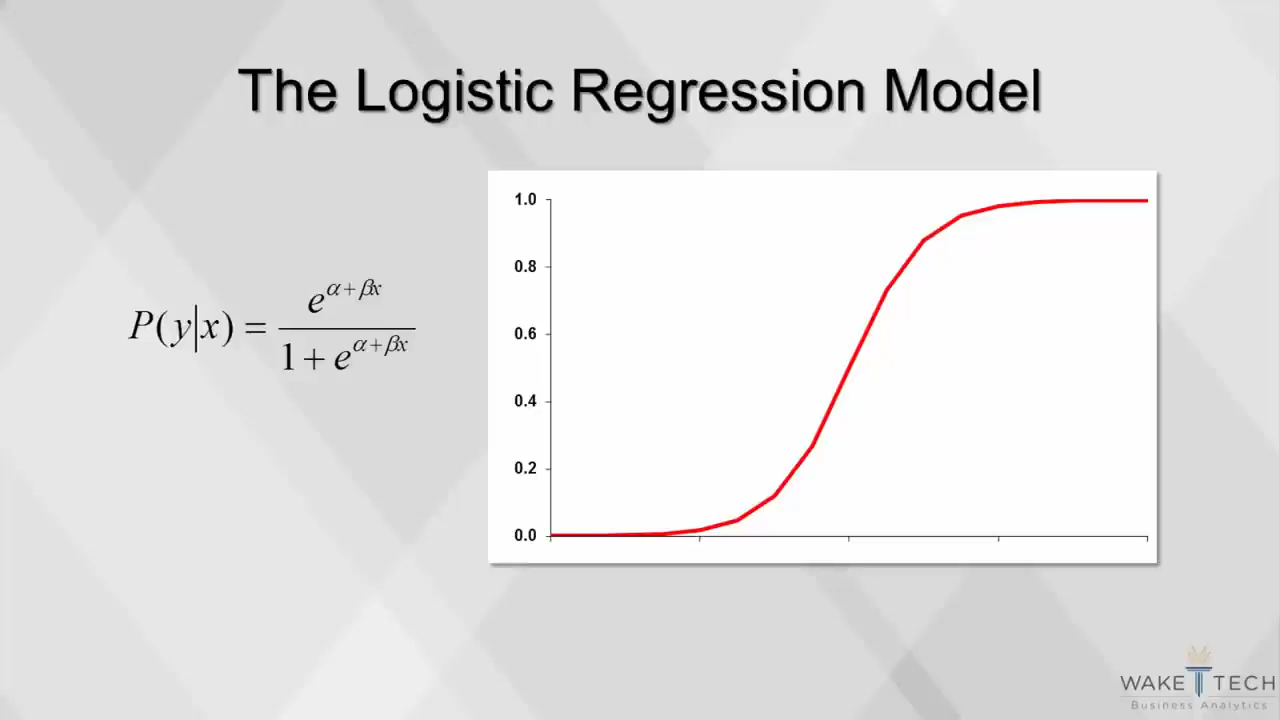 The Logistic Regression Model
P(y|x) = e^{α+βx} / 1 + e^{α+βx}
1.0
0.8
0.6
0.4
0.2
0.0
WAKE TECH
Business Analytics